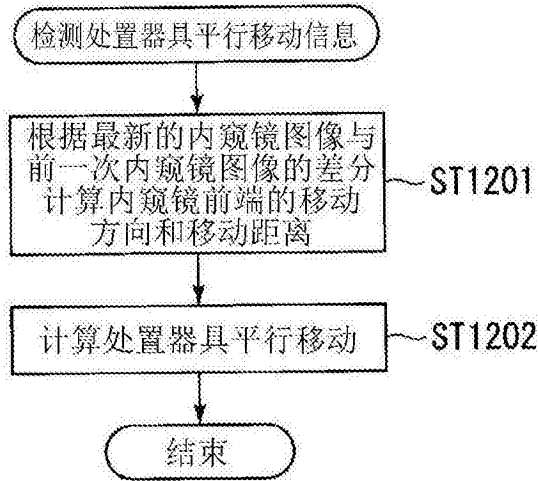 检测处置器具平行移动信息
根据最新的内窥镜图像与
前一次内窥镜图像的差分
计算内窥镜前端的移动
方向和移动距离
ST1201
计算处置器具平行移动
ST1202
结束